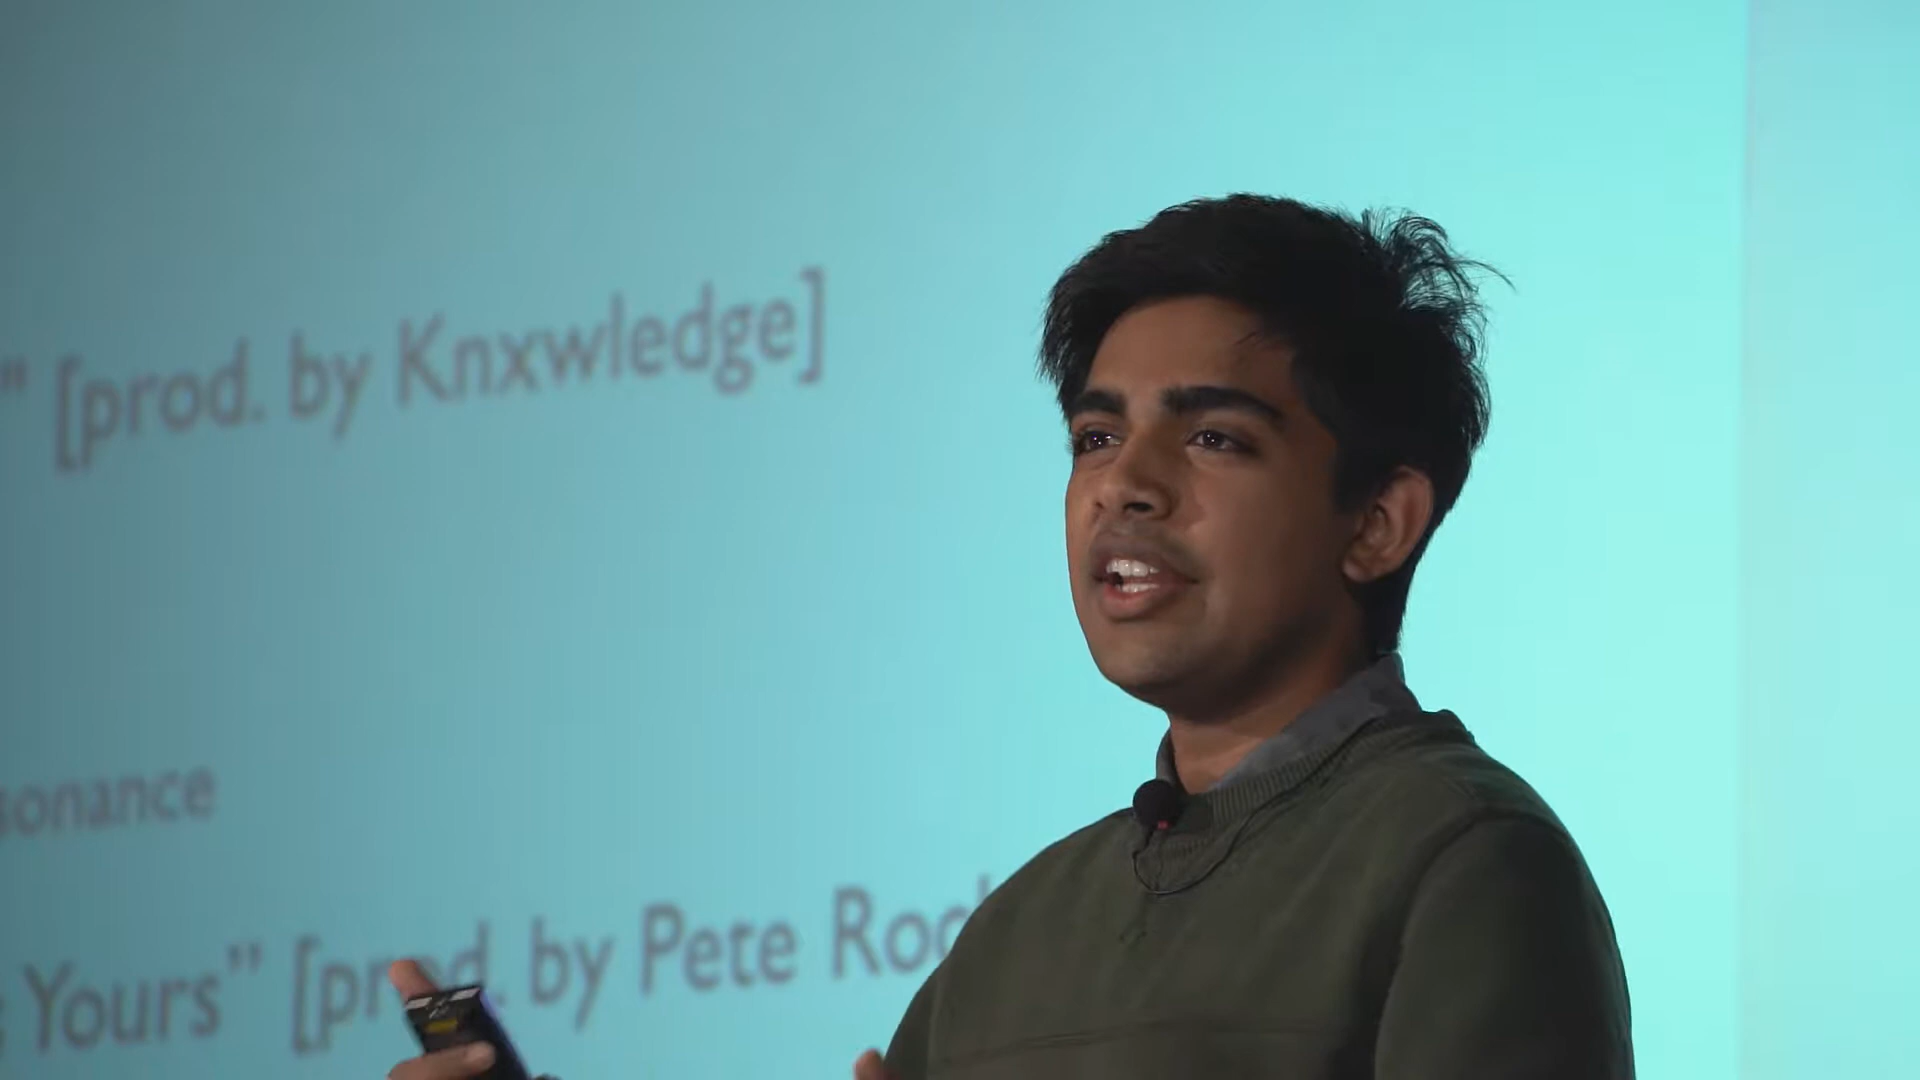 " [prod. by Knxwledge]
sonance
Yours" [prod. by Pete Roc